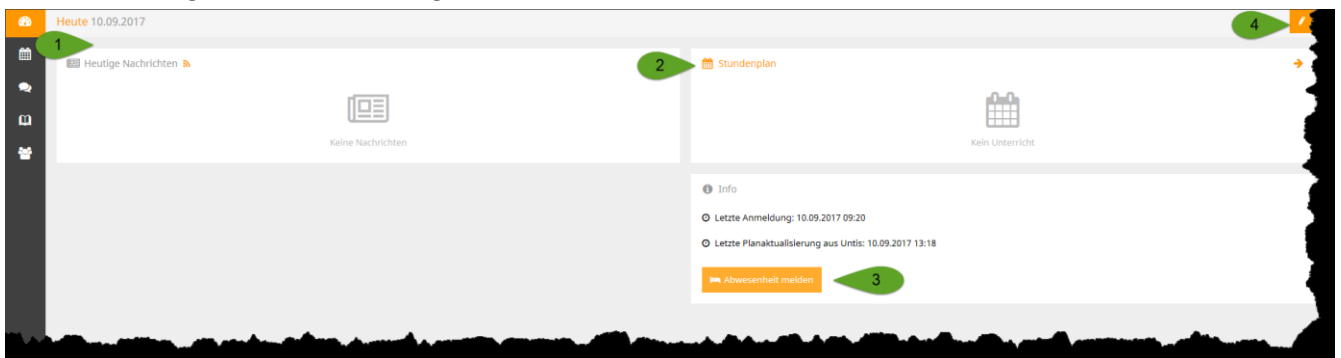 Heute 10.09.2017
4
1
Heutige Nachrichten
2
Stundenplan
Keine Nachrichten
Kein Unterricht
Info
Letzte Anmeldung: 10.09.2017 09:20
Letzte Planaktualisierung aus Untis: 10.09.2017 13:18
Abwesenheit melden
3